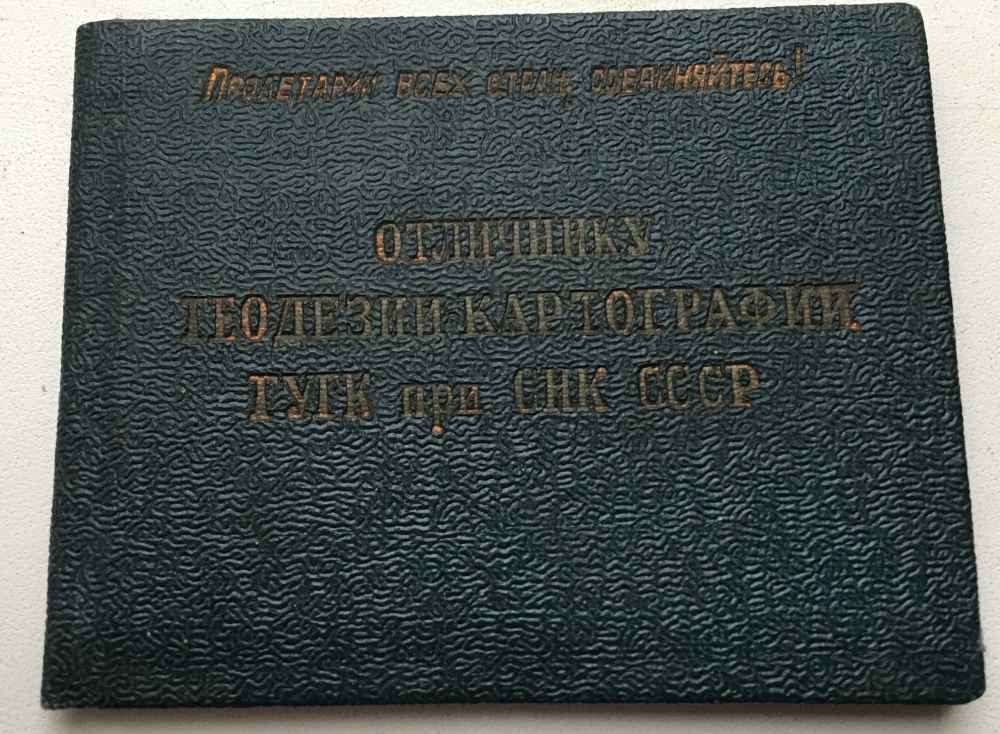 Пролетарии всех стран, соединяйтесь!
ОТЛИЧНИКУ
ГЕОДЕЗИИ КАРТОГРАФИИ
ГУГК при СНК СССР